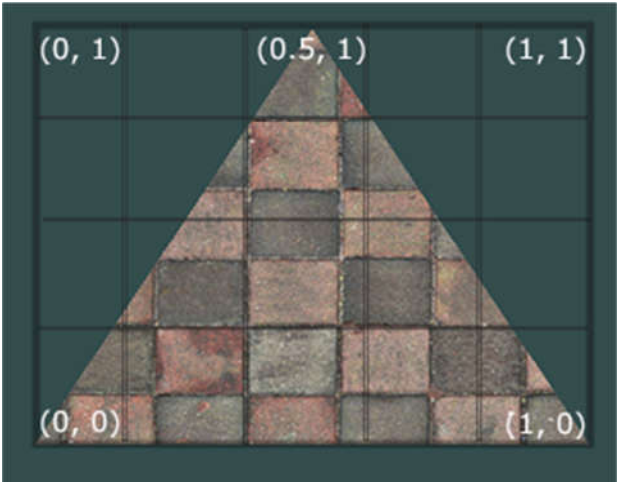 (0, 1) (0.5, 1) (1, 1)
(0, 0) (1, 0)